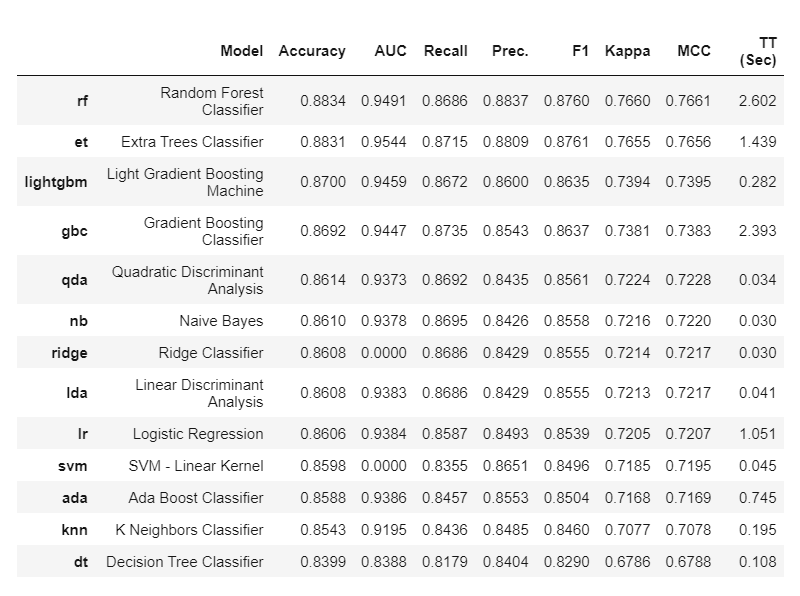 Model Accuracy AUC Recall Prec. F1 Kappa MCC TT (Sec)
rf Random Forest Classifier 0.8834 0.9491 0.8686 0.8837 0.8760 0.7660 0.7661 2.602
et Extra Trees Classifier 0.8831 0.9544 0.8715 0.8809 0.8761 0.7655 0.7656 1.439
lightgbm Light Gradient Boosting Machine 0.8700 0.9459 0.8672 0.8600 0.8635 0.7394 0.7395 0.282
gbc Gradient Boosting Classifier 0.8692 0.9447 0.8735 0.8543 0.8637 0.7381 0.7383 2.393
qda Quadratic Discriminant Analysis 0.8614 0.9373 0.8692 0.8435 0.8561 0.7224 0.7228 0.034
nb Naive Bayes 0.8610 0.9378 0.8695 0.8426 0.8558 0.7216 0.7220 0.030
ridge Ridge Classifier 0.8608 0.0000 0.8686 0.8429 0.8555 0.7214 0.7217 0.030
lda Linear Discriminant Analysis 0.8608 0.9383 0.8686 0.8429 0.8555 0.7213 0.7217 0.041
lr Logistic Regression 0.8606 0.9384 0.8587 0.8493 0.8539 0.7205 0.7207 1.051
svm SVM - Linear Kernel 0.8598 0.0000 0.8355 0.8651 0.8496 0.7185 0.7195 0.045
ada Ada Boost Classifier 0.8588 0.9386 0.8457 0.8553 0.8504 0.7168 0.7169 0.745
knn K Neighbors Classifier 0.8543 0.9195 0.8436 0.8485 0.8460 0.7077 0.7078 0.195
dt Decision Tree Classifier 0.8399 0.8388 0.8179 0.8404 0.8290 0.6786 0.6788 0.108